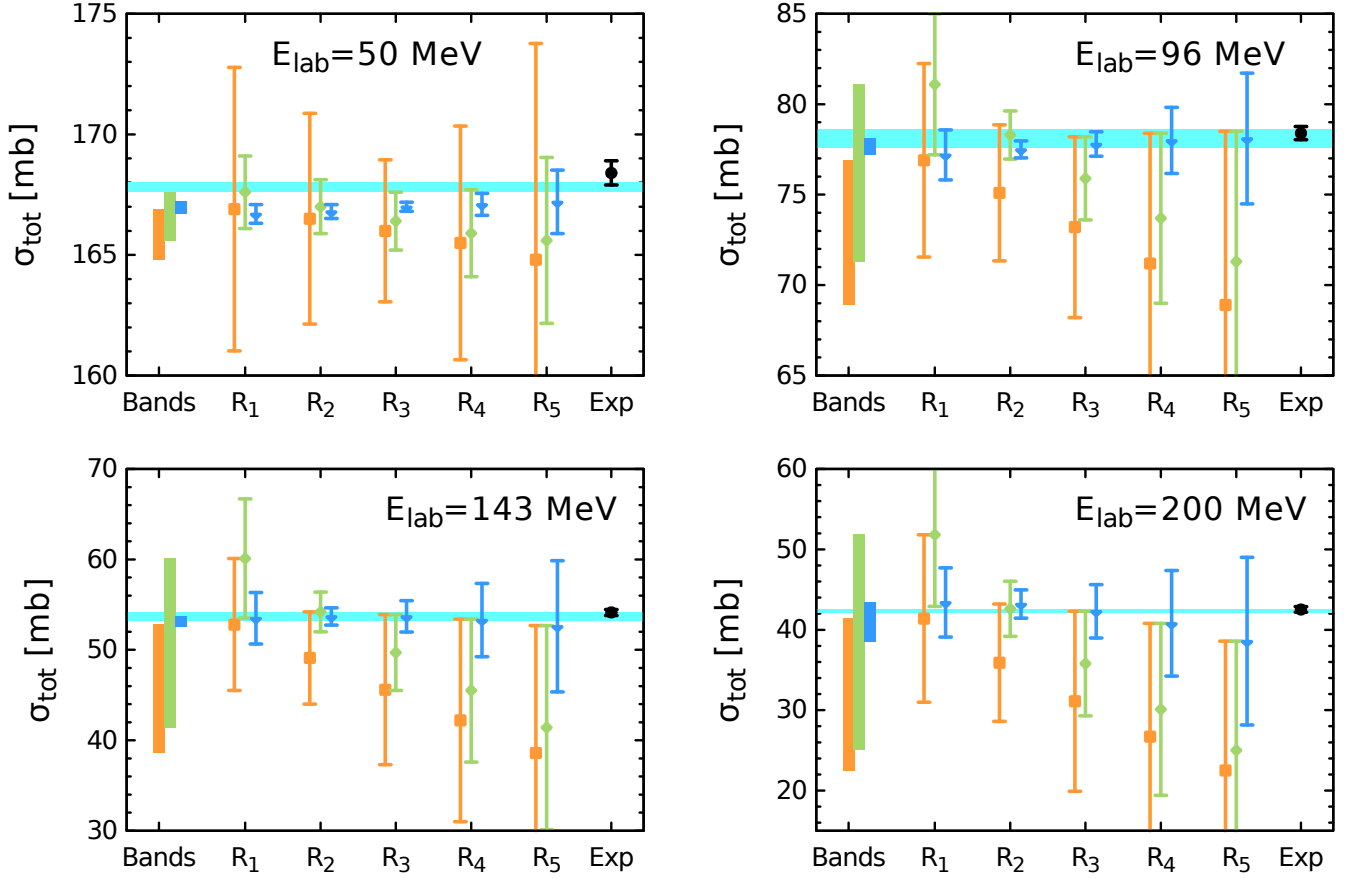 E_lab=50 MeV
σ_tot [mb]
175
170
165
160
Bands R_1 R_2 R_3 R_4 R_5 Exp
E_lab=96 MeV
σ_tot [mb]
85
80
75
70
65
Bands R_1 R_2 R_3 R_4 R_5 Exp
E_lab=143 MeV
σ_tot [mb]
70
60
50
40
30
Bands R_1 R_2 R_3 R_4 R_5 Exp
E_lab=200 MeV
σ_tot [mb]
60
50
40
30
20
Bands R_1 R_2 R_3 R_4 R_5 Exp